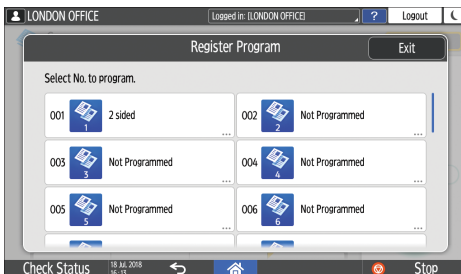 LONDON OFFICE
Logged in: [LONDON OFFICE]
?
Logout
Register Program
Exit
Select No. to program.
001 1 2 sided
002 2 Not Programmed
003 3 Not Programmed
004 4 Not Programmed
005 5 Not Programmed
006 6 Not Programmed
Check Status
18 Jul. 2018
16:13
Stop